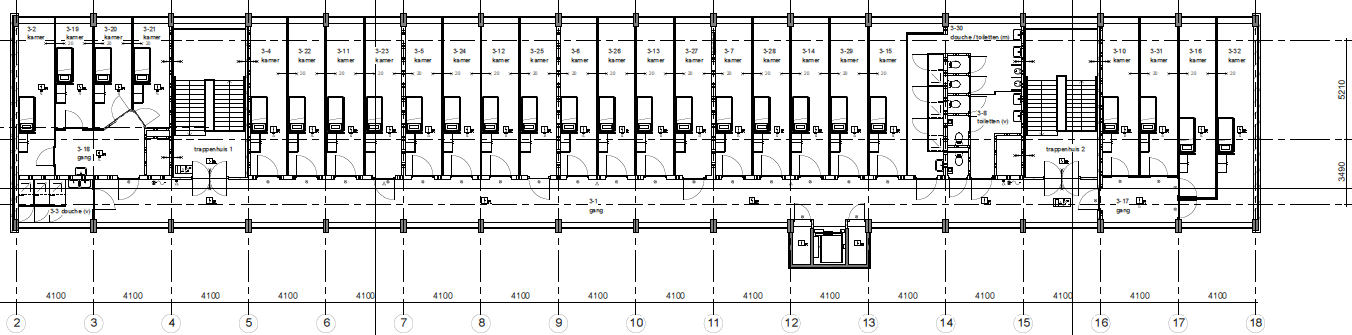 3-2 kamer
3-19 kamer
3-20 kamer
3-21 kamer
3-4 kamer
3-22 kamer
3-11 kamer
3-23 kamer
3-5 kamer
3-24 kamer
3-12 kamer
3-25 kamer
3-6 kamer
3-26 kamer
3-13 kamer
3-27 kamer
3-7 kamer
3-28 kamer
3-14 kamer
3-29 kamer
3-15 kamer
3-30
douche / toiletten (m)
3-10 kamer
3-31 kamer
3-16 kamer
3-32 kamer
3-8
toiletten (v)
3-18
gang
trappenhuis 1
trappenhuis 2
3-3 douche (v)
3-1
gang
3-17
gang
5210
3490
4100 4100 4100 4100 4100 4100 4100 4100 4100 4100 4100 4100 4100 4100 4100 4100
2 3 4 5 6 7 8 9 10 11 12 13 14 15 16 17 18